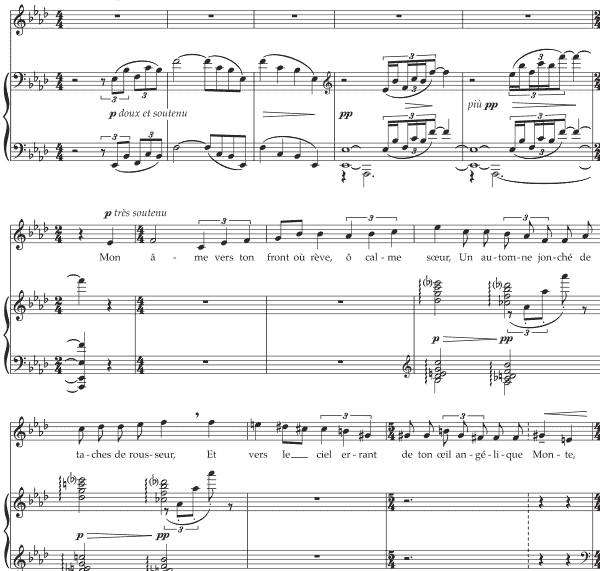 p doux et soutenu
pp
più pp
p très soutenu
Mon â - me vers ton front où rêve, ô cal - me sœur, Un au - tom - ne jon - ché de
p pp
ta - ches de rous - seur, Et vers le ciel er - rant de ton œil an - gé - li - que Mon - te,
p pp